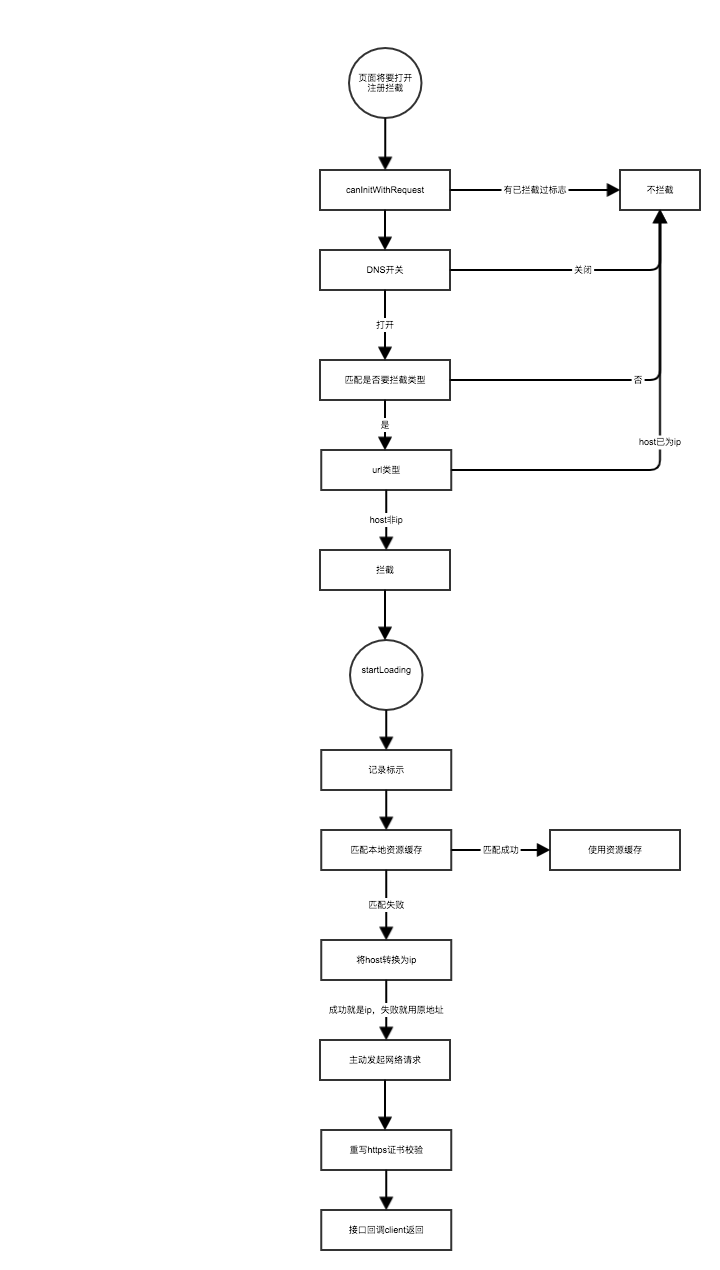 页面将要打开
注册拦截
canInitWithRequest
有已拦截过标志
不拦截
DNS开关
关闭
打开
匹配是否要拦截类型
否
是
host已为ip
url类型
host非ip
拦截
startLoading
记录标示
匹配本地资源缓存
匹配成功
使用资源缓存
匹配失败
将host转换为ip
成功就是ip，失败就用原地址
主动发起网络请求
重写https证书校验
接口回调client返回